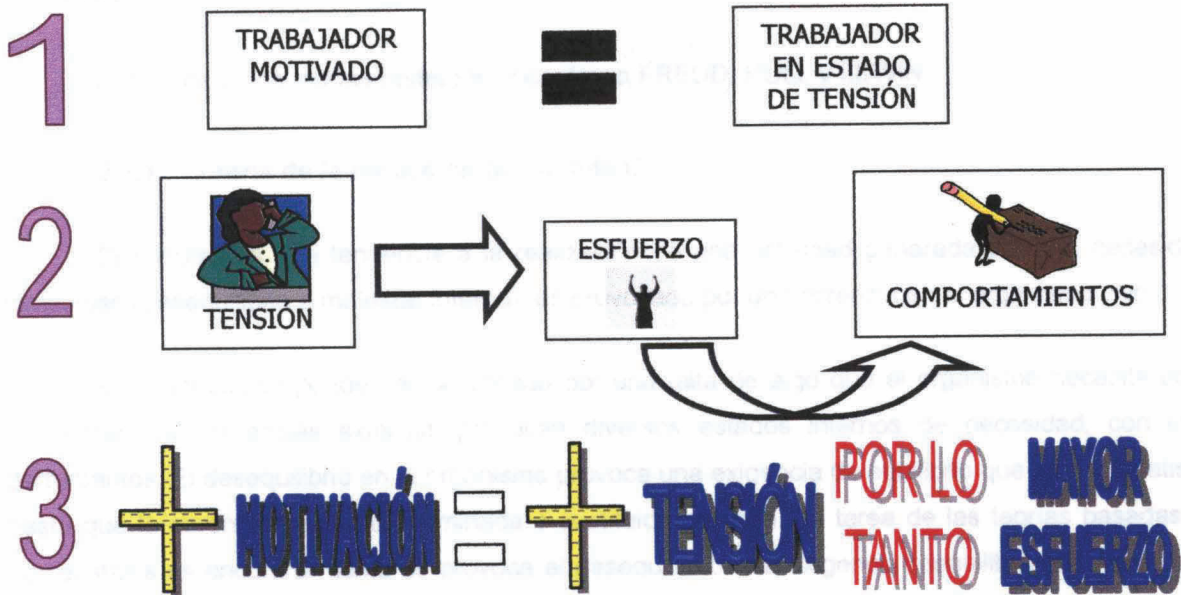 1
TRABAJADOR
MOTIVADO
=
TRABAJADOR
EN ESTADO
DE TENSIÓN
2
TENSIÓN
ESFUERZO
COMPORTAMIENTOS
3
+ MOTIVACIÓN = + TENSIÓN
POR LO
TANTO
MAYOR
ESFUERZO